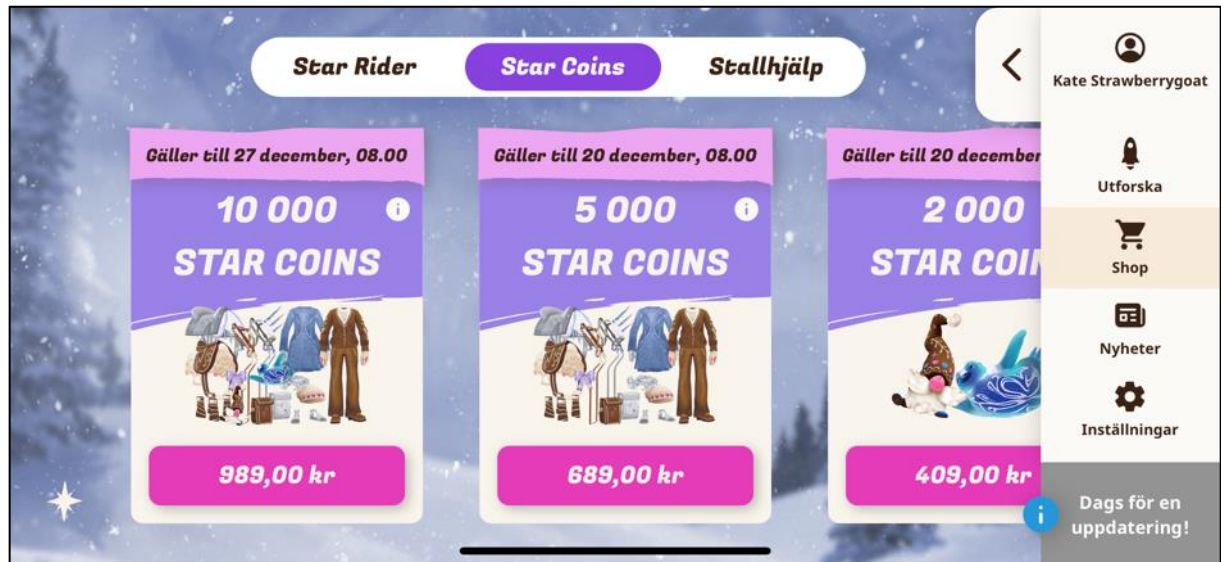 Star Rider
Star Coins
Stallhjälp
Gäller till 27 december, 08.00
10 000
STAR COINS
989,00 kr
Gäller till 20 december, 08.00
5 000
STAR COINS
689,00 kr
Gäller till 20 december
2 000
STAR COI
409,00 kr
Kate Strawberrygoat
Utforska
Shop
Nyheter
Inställningar
Dags för en
uppdatering!